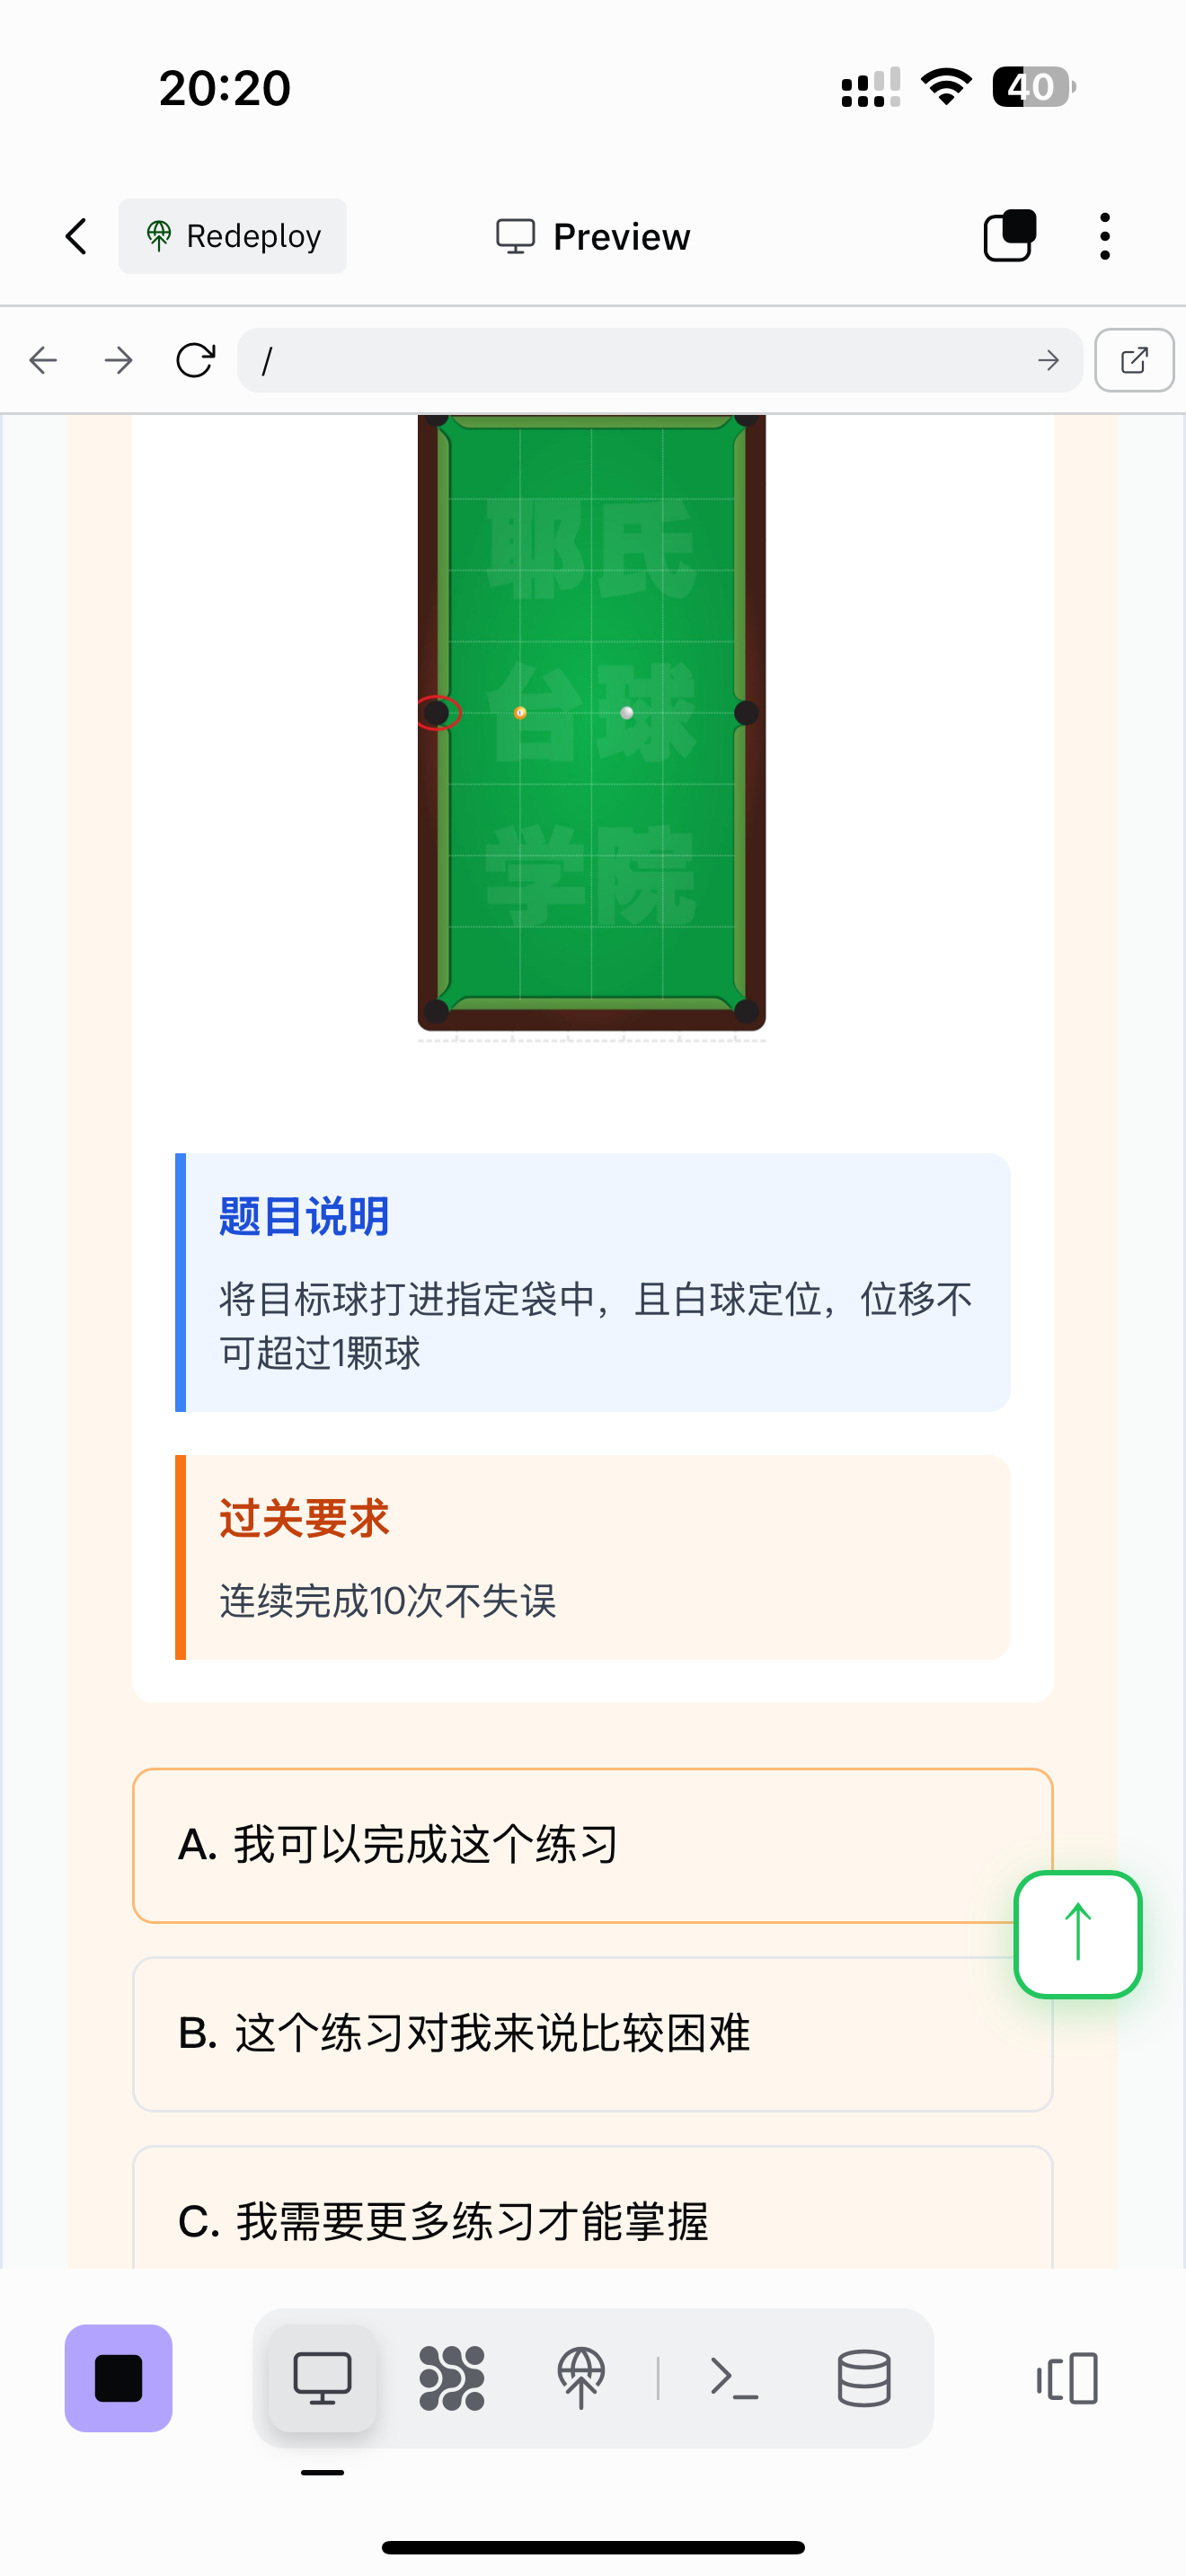 20:20
40
Redeploy
Preview
/
耶氏
台球
学院
题目说明
将目标球打进指定袋中，且白球定位，位移不
可超过1颗球
过关要求
连续完成10次不失误
A. 我可以完成这个练习
B. 这个练习对我来说比较困难
C. 我需要更多练习才能掌握